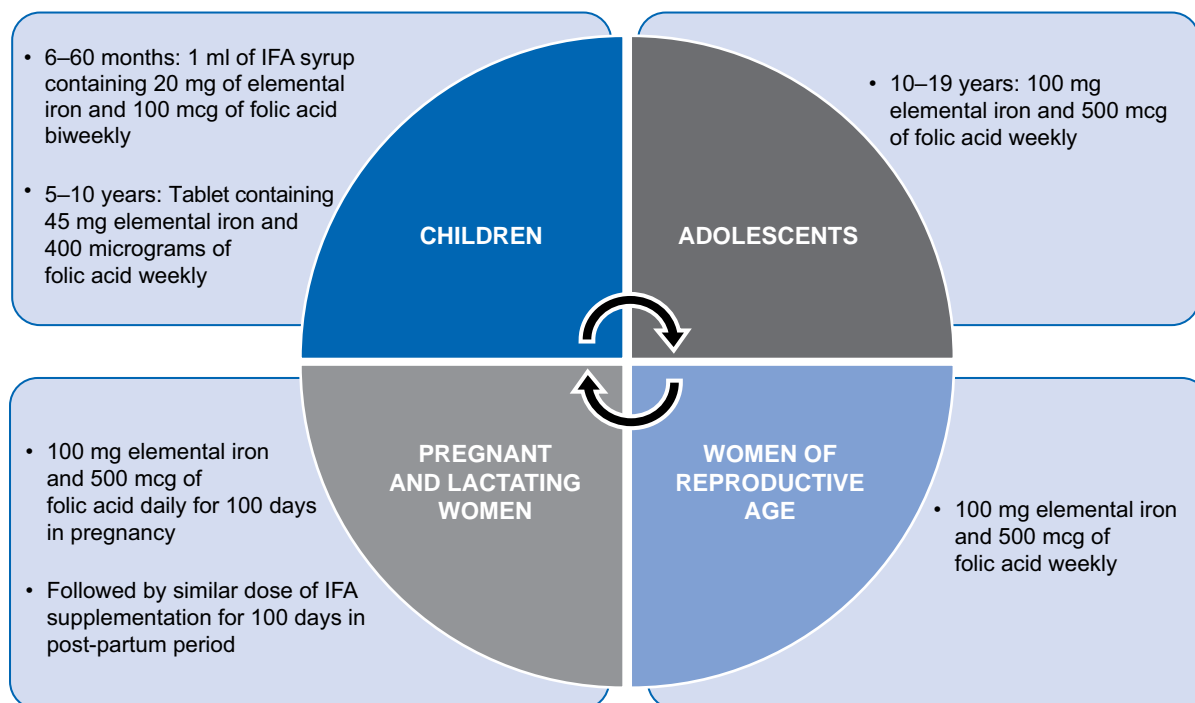 • 6–60 months: 1 ml of IFA syrup
containing 20 mg of elemental
iron and 100 mcg of folic acid
biweekly
• 5–10 years: Tablet containing
45 mg elemental iron and
400 micrograms of
folic acid weekly
CHILDREN
ADOLESCENTS
• 10–19 years: 100 mg
elemental iron and 500 mcg
of folic acid weekly
• 100 mg elemental iron
and 500 mcg of
folic acid daily for 100 days
in pregnancy
• Followed by similar dose of IFA
supplementation for 100 days in
post-partum period
PREGNANT
AND LACTATING
WOMEN
WOMEN OF
REPRODUCTIVE
AGE
• 100 mg elemental iron
and 500 mcg of
folic acid weekly